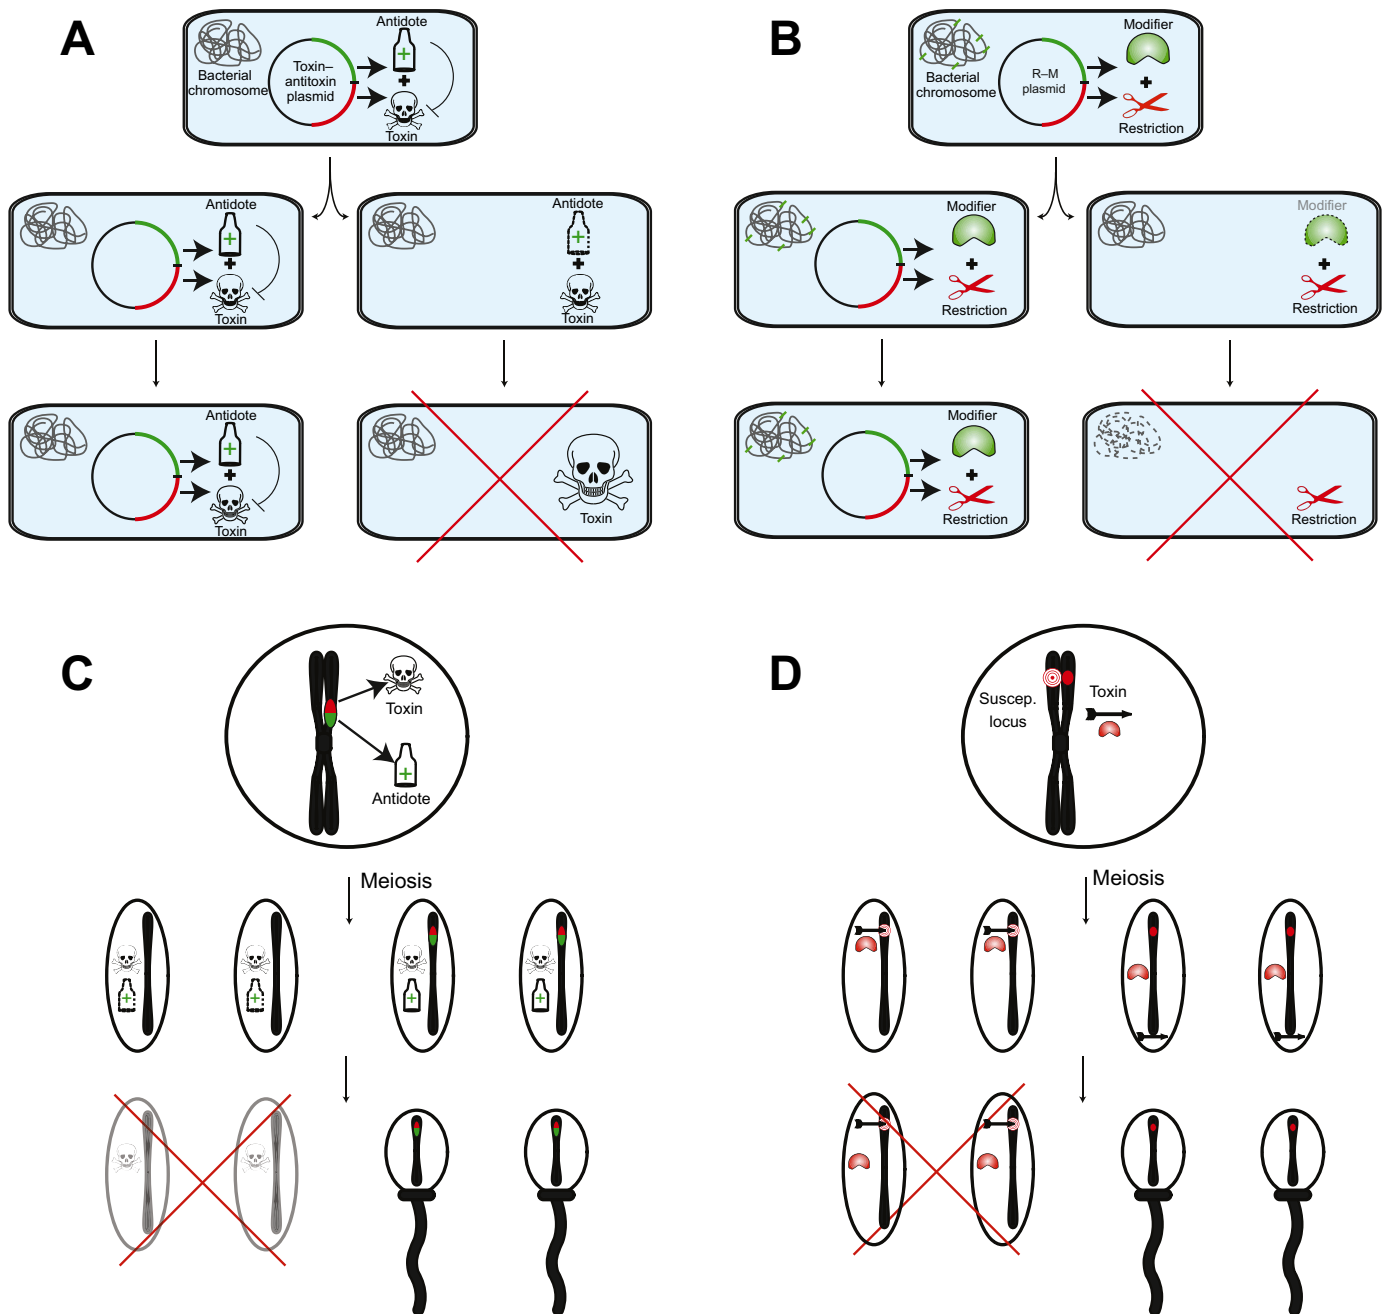 A
Antidote
Toxin–
antitoxin
plasmid
Bacterial
chromosome
Toxin
Antidote
Toxin
Antidote
Toxin
Antidote
Toxin
Toxin
B
Modifier
R–M
plasmid
Bacterial
chromosome
Restriction
Modifier
Restriction
Modifier
Restriction
Modifier
Restriction
Restriction
C
Toxin
Antidote
Meiosis
D
Suscep.
locus
Toxin
Meiosis